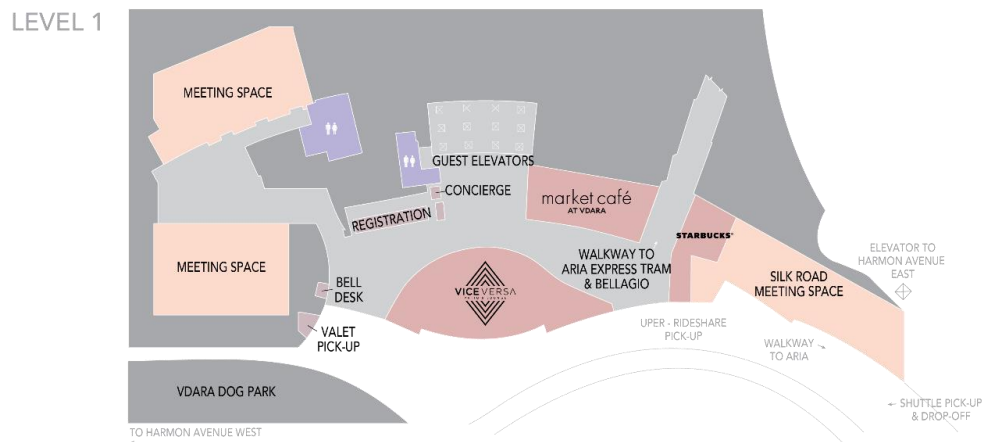 LEVEL 1
MEETING SPACE
GUEST ELEVATORS
CONCIERGE
REGISTRATION
market café
AT VDARA
STARBUCKS
WALKWAY TO
ARIA EXPRESS TRAM
& BELLAGIO
ELEVATOR TO
HARMON AVENUE
EAST
MEETING SPACE
BELL
DESK
VICEVERSA
SILK ROAD
MEETING SPACE
VALET
PICK-UP
UPER - RIDESHARE
PICK-UP
WALKWAY
TO ARIA
VDARA DOG PARK
SHUTTLE PICK-UP
& DROP-OFF
TO HARMON AVENUE WEST